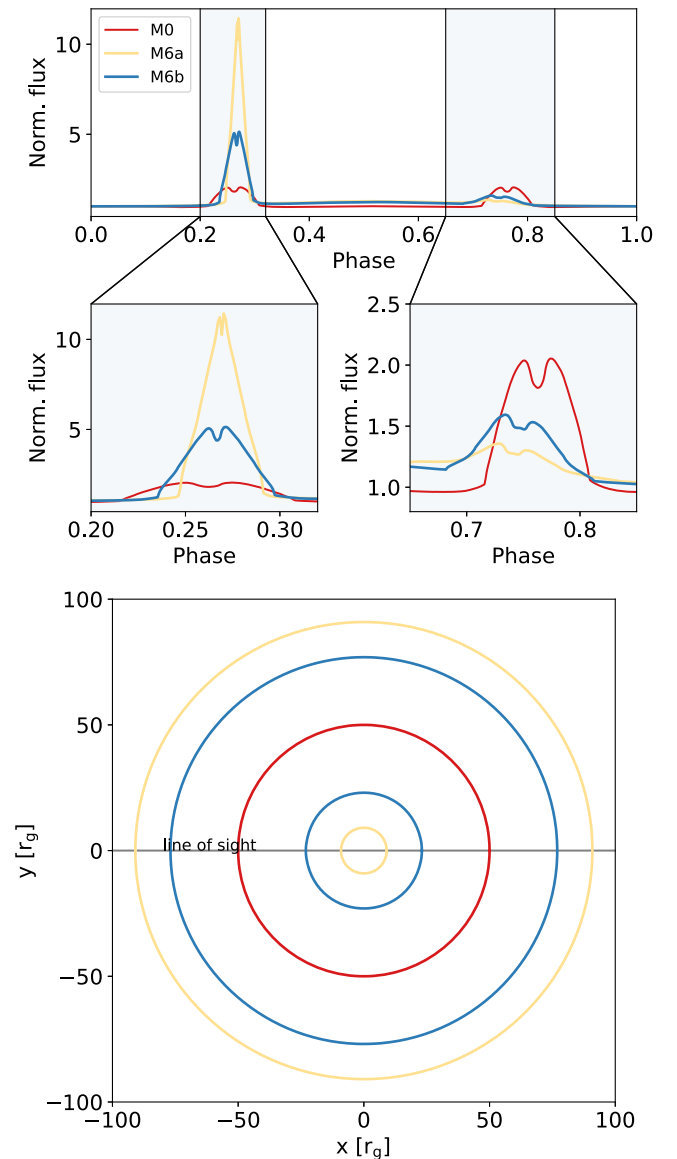 M0
M6a
M6b
Norm. flux
10
5
0.0 0.2 0.4 0.6 0.8 1.0
Phase
Norm. flux
10
5
0.20 0.25 0.30
Phase
Norm. flux
2.5
2.0
1.5
1.0
0.7 0.8
Phase
y [r_g]
100
50
0
−50
−100
line of sight
−100 −50 0 50 100
x [r_g]